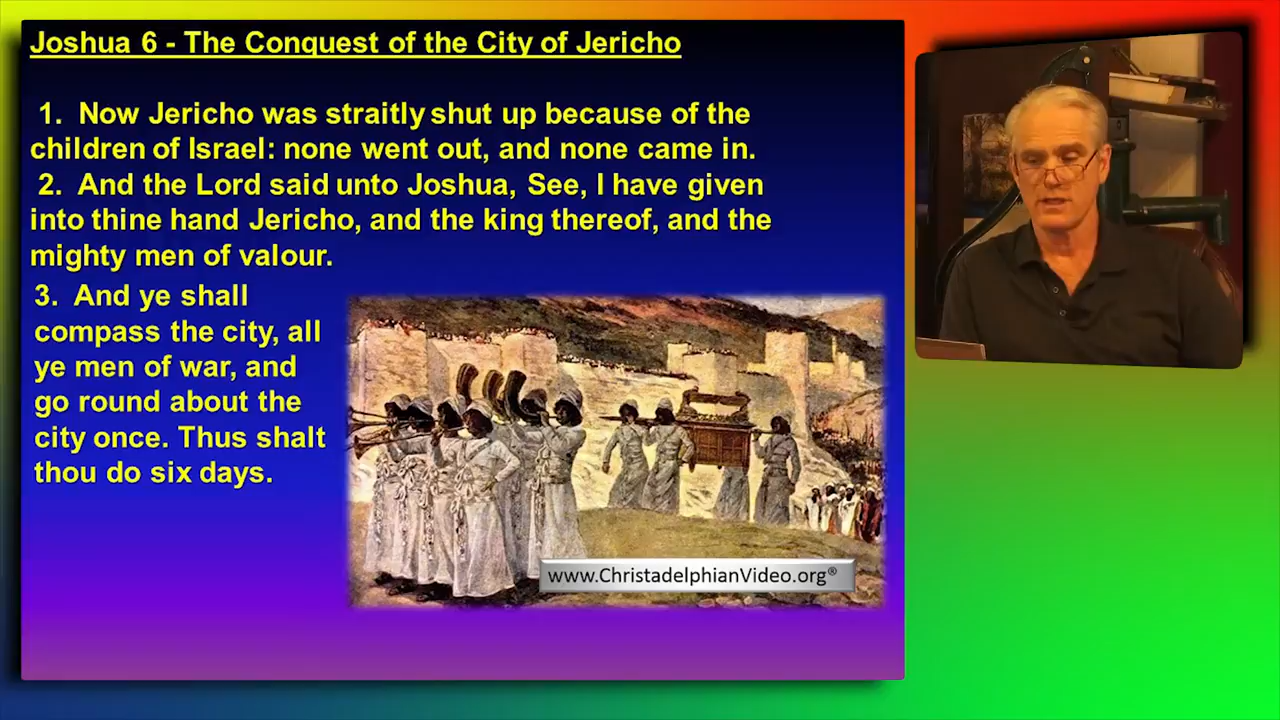 Joshua 6 - The Conquest of the City of Jericho
1. Now Jericho was straitly shut up because of the
children of Israel: none went out, and none came in.
2. And the Lord said unto Joshua, See, I have given
into thine hand Jericho, and the king thereof, and the
mighty men of valour.
3. And ye shall
compass the city, all
ye men of war, and
go round about the
city once. Thus shalt
thou do six days.
www.ChristadelphianVideo.org®